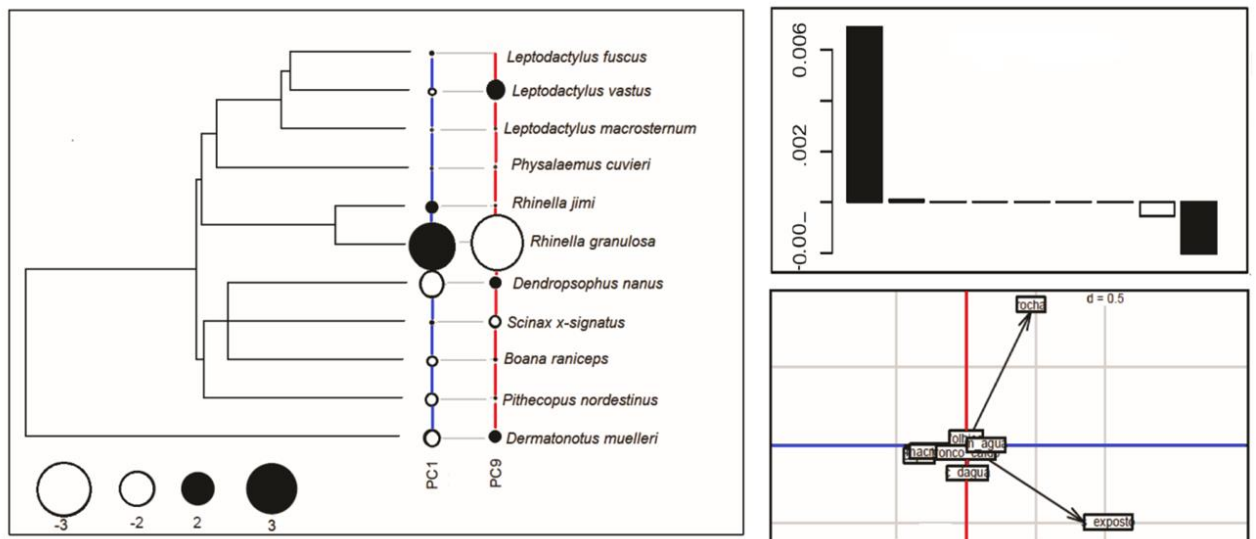 Leptodactylus fuscus
Leptodactylus vastus
Leptodactylus macrosternum
Physalaemus cuvieri
Rhinella jimi
Rhinella granulosa
Dendropsophus nanus
Scinax x-signatus
Boana raniceps
Pithecopus nordestinus
Dermatonotus muelleri
PC1
PC9
-3
-2
2
3
0.006
.002
-0.00
d = 0.5
rocha
agua
dagua
exposto